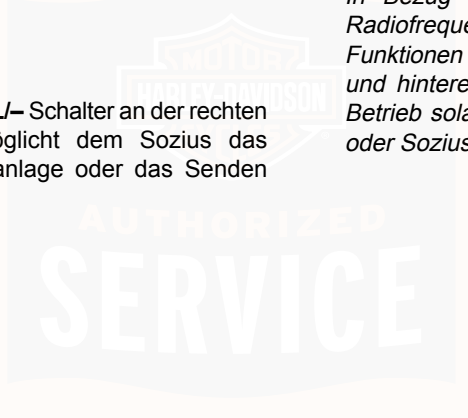 L/– Schalter an der rechten
öglicht dem Sozius das
anlage oder das Senden
In Bezug
Radiofreque
Funktionen
und hintere
Betrieb sola
oder Sozius
MOTOR
HARLEY-DAVIDSON
AUTHORIZED
SERVICE